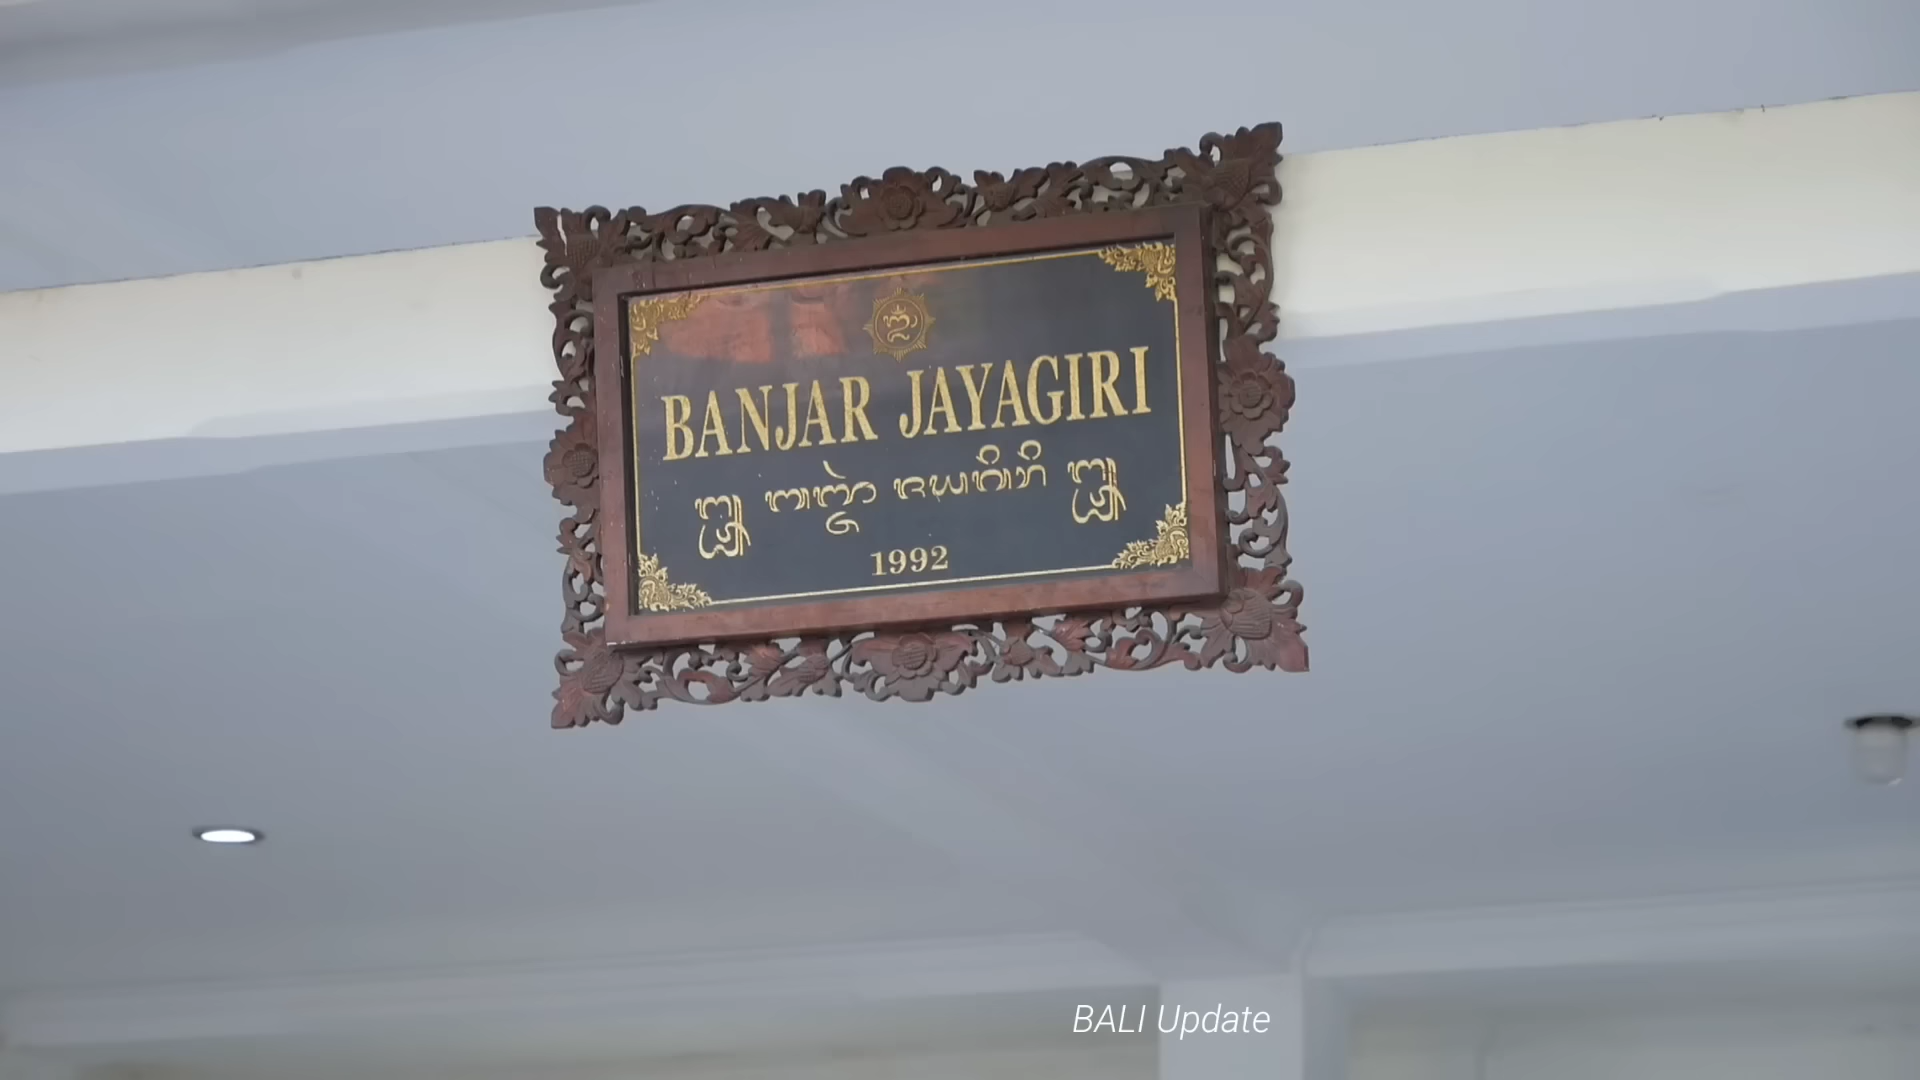 ᬒᬁ
BANJAR JAYAGIRI
᭛ ᬩᬜ᭄ᬚᬃ ᬚᬬᬕᬶᬭᬶ ᭛
1992
BALI Update